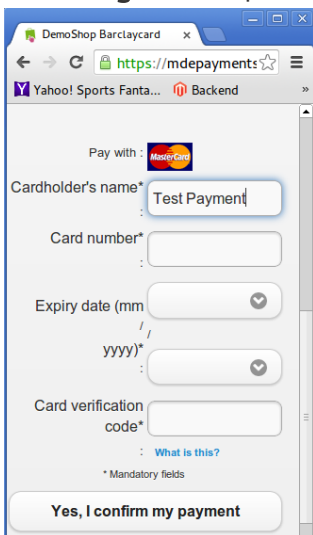 DemoShop Barclaycard
https://mdepayments
Yahoo! Sports Fanta... Backend »
Pay with : MasterCard
Cardholder's name*
: Test Payment
Card number*
:
Expiry date (mm
/ /
yyyy)*
:
Card verification
code*
: What is this?
* Mandatory fields
Yes, I confirm my payment